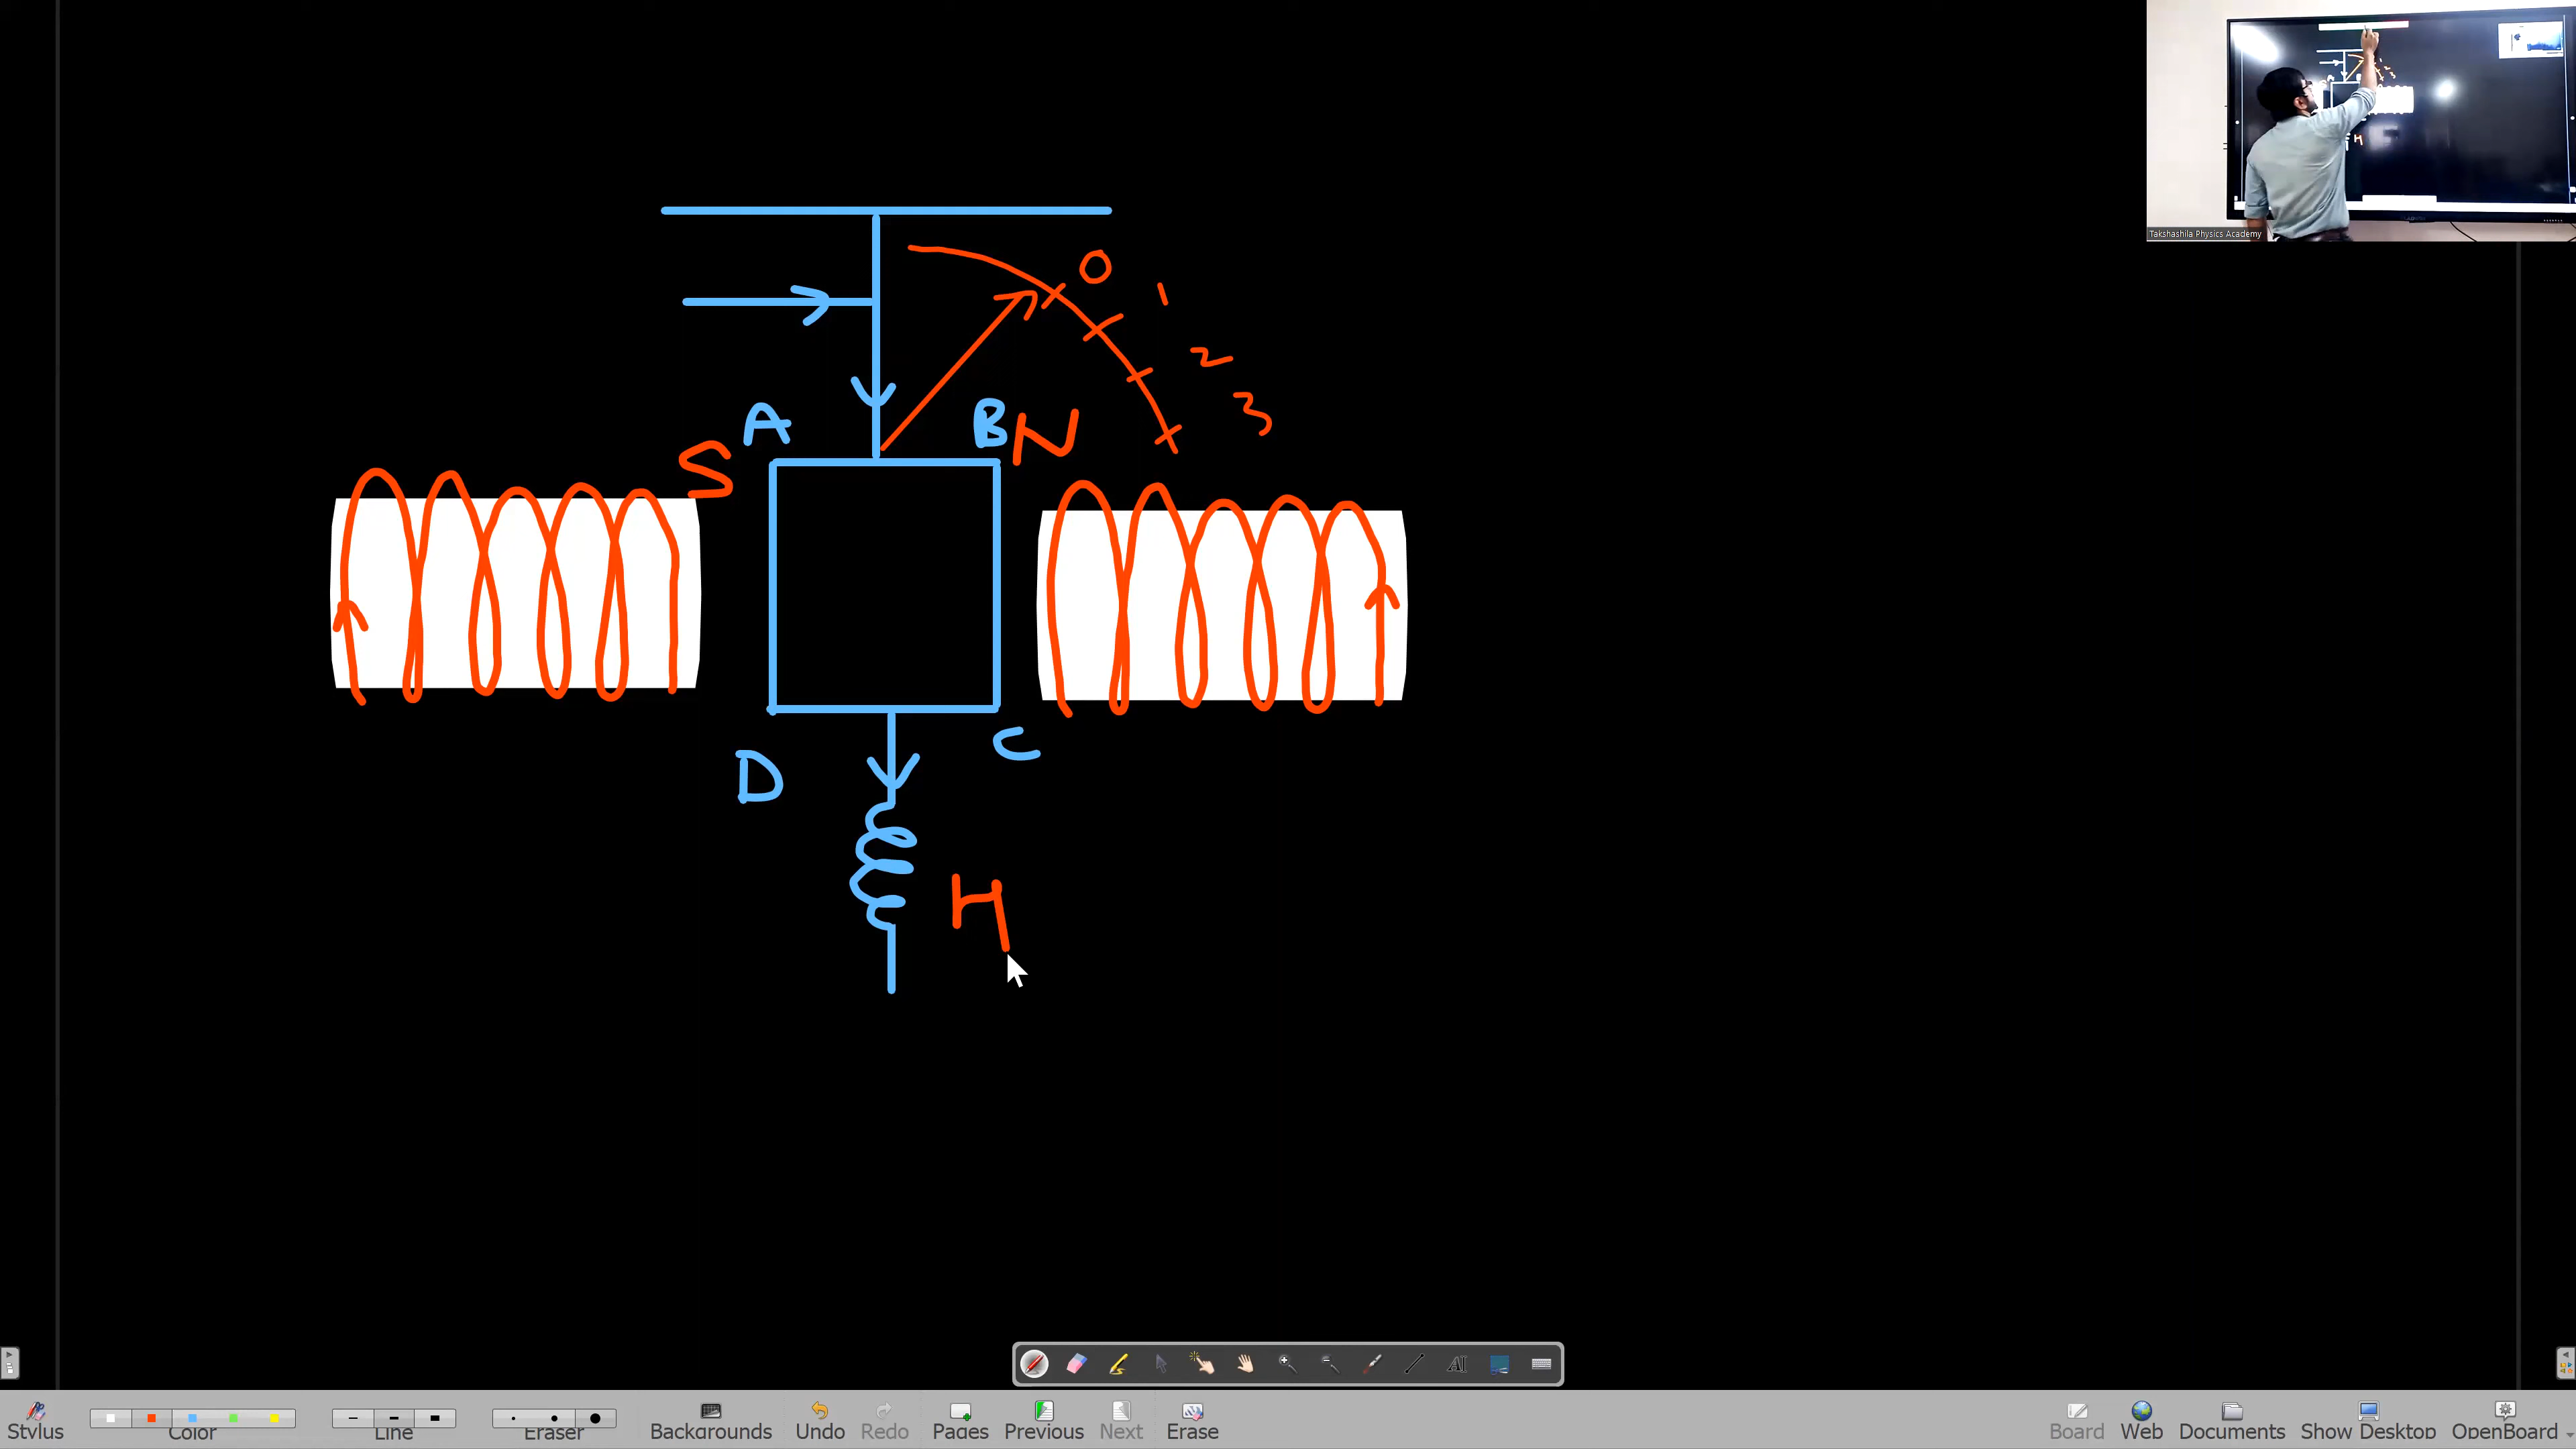 Takshashila Physics Academy
0
1
2
3
A
B
N
S
D
C
H
Stylus
Color
Line
Eraser
Backgrounds
Undo
Redo
Pages
Previous
Next
Erase
Board
Web
Documents
Show Desktop
OpenBoard